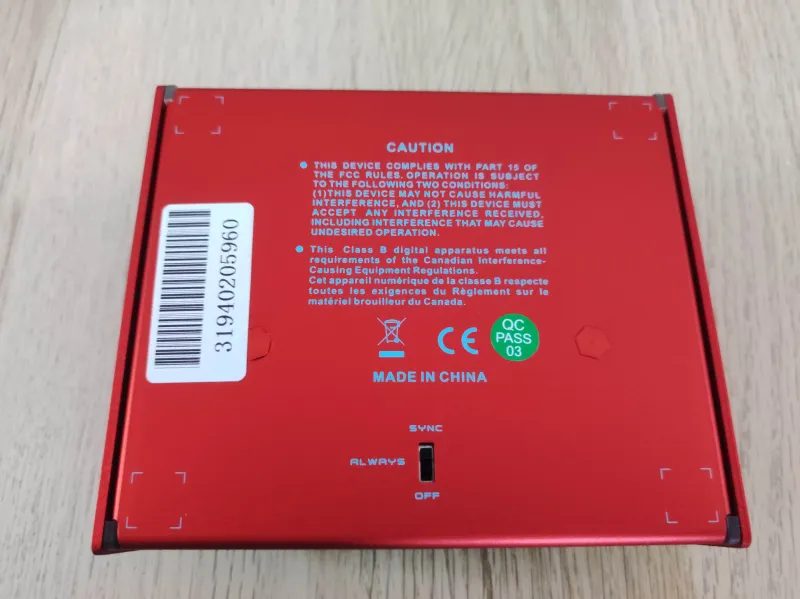 CAUTION
THIS DEVICE COMPLIES WITH PART 15 OF
THE FCC RULES. OPERATION IS SUBJECT
TO THE FOLLOWING TWO CONDITIONS:
(1)THIS DEVICE MAY NOT CAUSE HARMFUL
INTERFERENCE, AND (2) THIS DEVICE MUST
ACCEPT ANY INTERFERENCE RECEIVED,
INCLUDING INTERFERENCE THAT MAY CAUSE
UNDESIRED OPERATION.
This Class B digital apparatus meets all
requirements of the Canadian Interference-
Causing Equipment Regulations.
Cet appareil numérique de la classe B respecte
toutes les exigences du Règlement sur le
matériel brouilleur du Canada.
31940205960
CE
QC
PASS
03
MADE IN CHINA
SYNC
ALWAYS
OFF